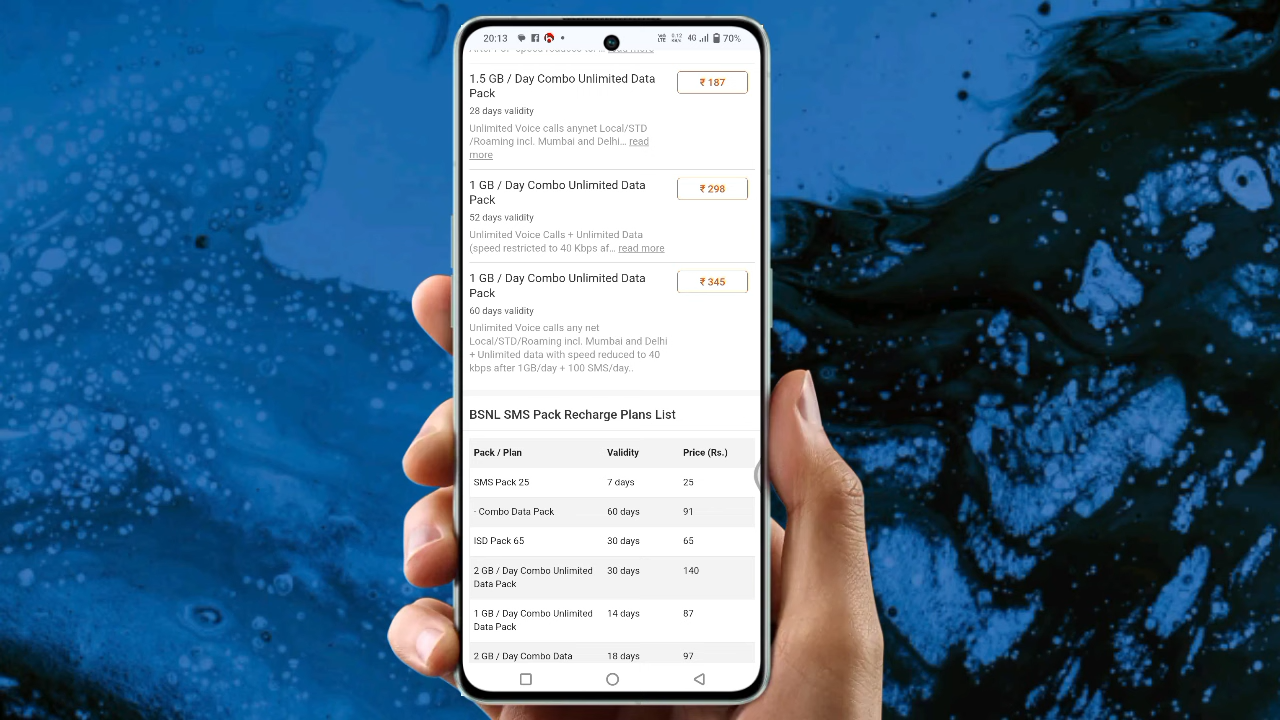 20:13
VoLTE
0.12
KB/s
4G
70%
1.5 GB / Day Combo Unlimited Data
Pack
₹ 187
28 days validity
Unlimited Voice calls anynet Local/STD
/Roaming incl. Mumbai and Delhi... read
more
1 GB / Day Combo Unlimited Data
Pack
₹ 298
52 days validity
Unlimited Voice Calls + Unlimited Data
(speed restricted to 40 Kbps af... read more
1 GB / Day Combo Unlimited Data
Pack
₹ 345
60 days validity
Unlimited Voice calls any net
Local/STD/Roaming incl. Mumbai and Delhi
+ Unlimited data with speed reduced to 40
kbps after 1GB/day + 100 SMS/day..
BSNL SMS Pack Recharge Plans List
Pack / Plan Validity Price (Rs.)
SMS Pack 25 7 days 25
- Combo Data Pack 60 days 91
ISD Pack 65 30 days 65
2 GB / Day Combo Unlimited 30 days 140
Data Pack
1 GB / Day Combo Unlimited 14 days 87
Data Pack
2 GB / Day Combo Data 18 days 97